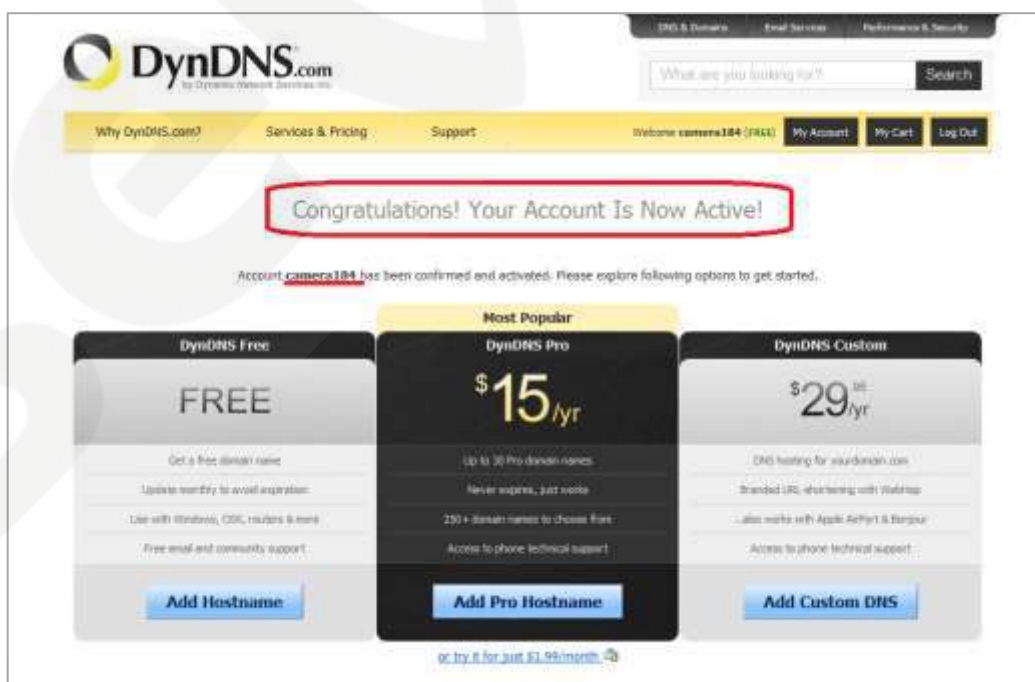 DNS & Domains Email Services Performance & Security
DynDNS.com
by Dynamic Network Services Inc.
What are you looking for? Search
Why DynDNS.com? Services & Pricing Support Welcome camera184 (FREE) My Account My Cart Log Out
Congratulations! Your Account Is Now Active!
Account camera184 has been confirmed and activated. Please explore following options to get started.
Most Popular
DynDNS Free DynDNS Pro DynDNS Custom
FREE $15/yr $29 /yr
Get a free domain name Up to 30 Pro domain names DNS hosting for yourdomain.com
Update monthly to avoid expiration Never expires, just works Branded URL-shortening with WebHop
Use with Windows, OSX, routers & more 250+ domain names to choose from ...also works with Apple AirPort & Bonjour
Free email and community support Access to phone technical support Access to phone technical support
Add Hostname Add Pro Hostname Add Custom DNS
or try it for just $1.99/month